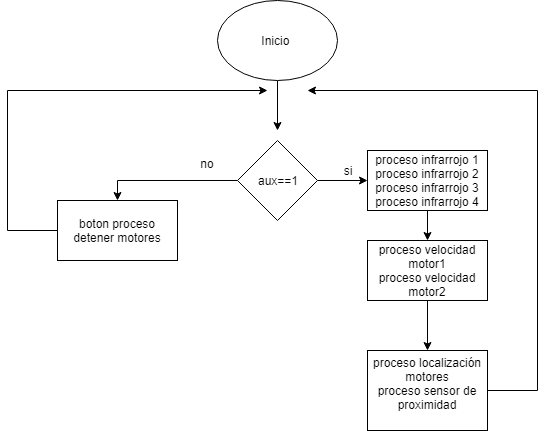 Inicio
no
aux==1
si
proceso infrarrojo 1
proceso infrarrojo 2
proceso infrarrojo 3
proceso infrarrojo 4
boton proceso
detener motores
proceso velocidad
motor1
proceso velocidad
motor2
proceso localización
motores
proceso sensor de
proximidad